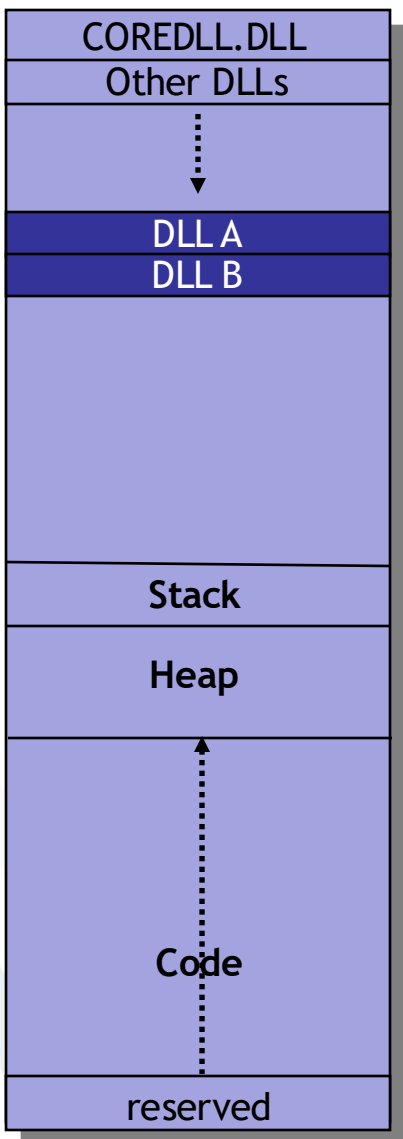 COREDLL.DLL
Other DLLs
DLL A
DLL B
Stack
Heap
Code
reserved